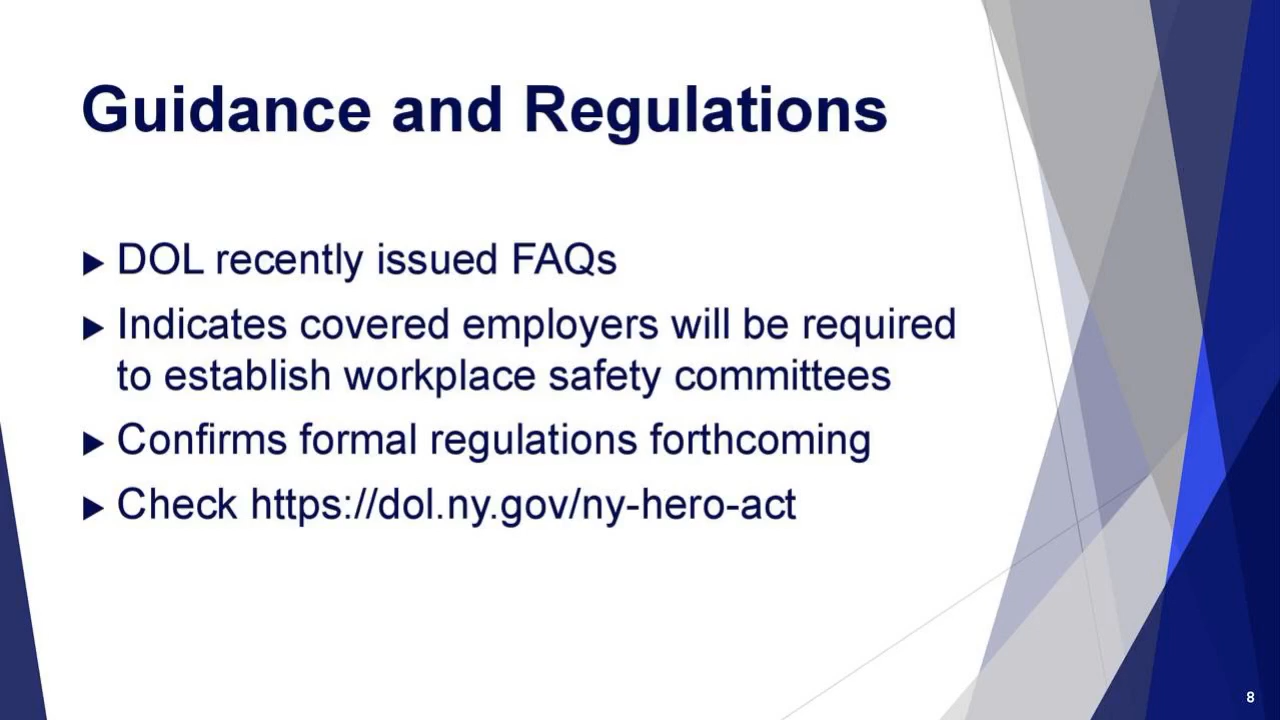 Guidance and Regulations
DOL recently issued FAQs
Indicates covered employers will be required
to establish workplace safety committees
Confirms formal regulations forthcoming
Check https://dol.ny.gov/ny-hero-act
8